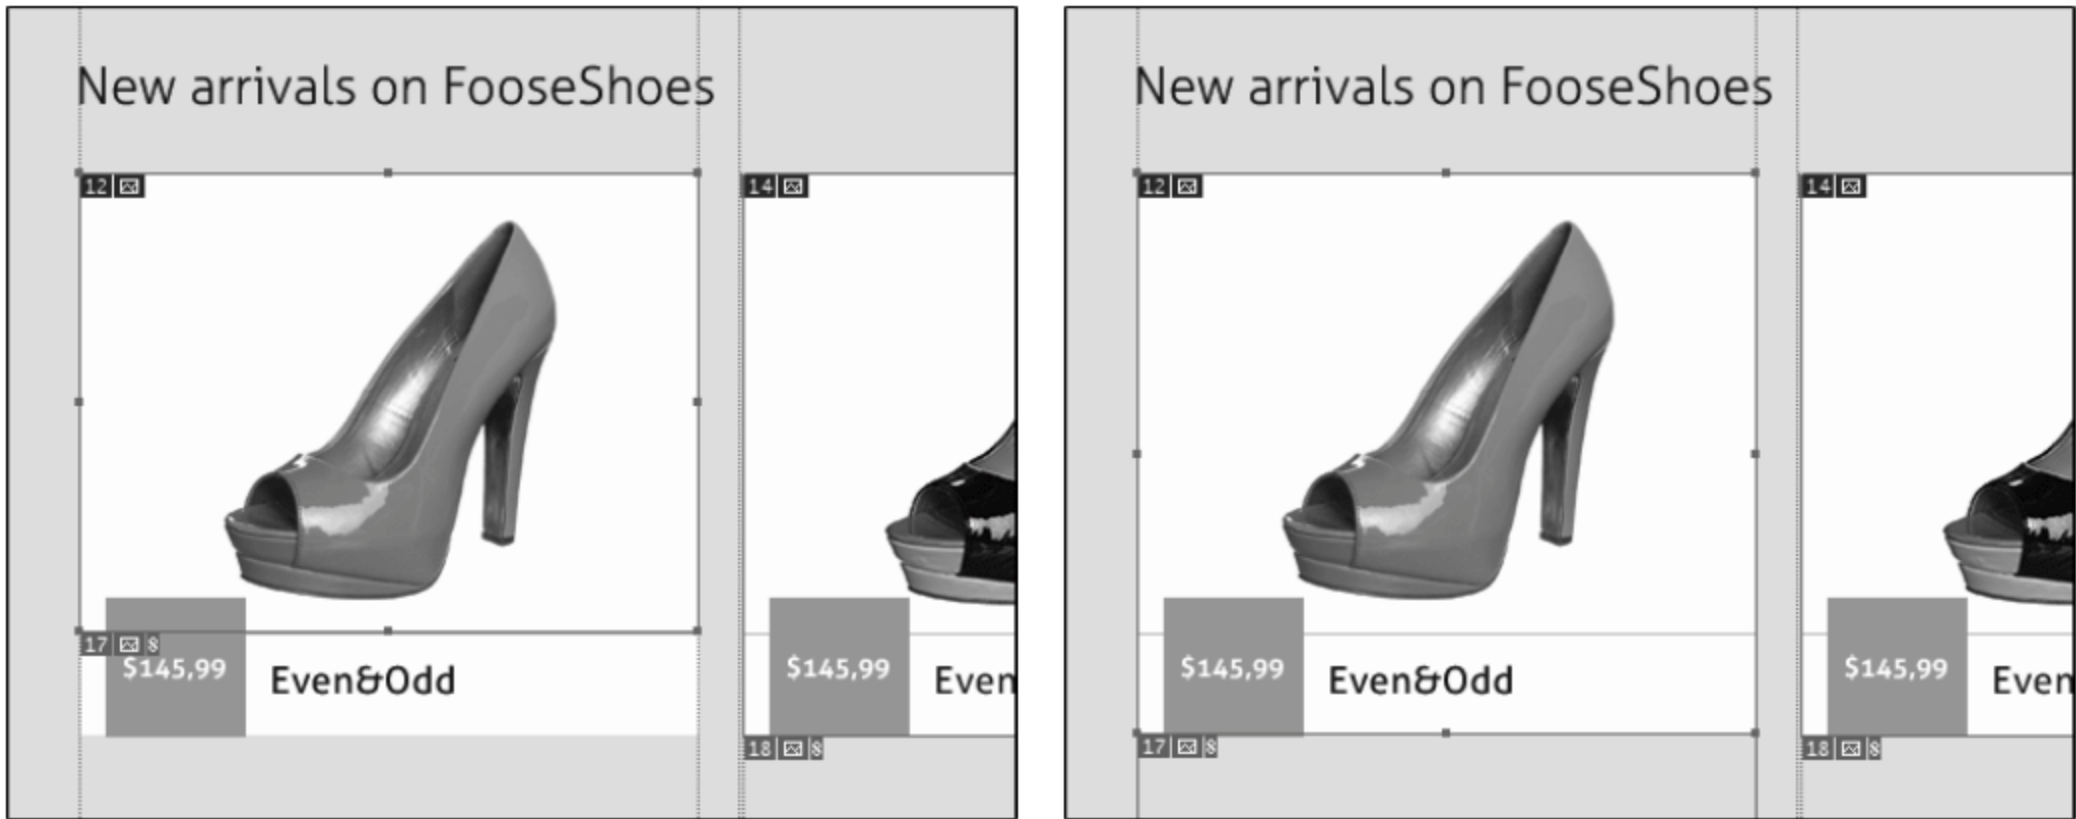 New arrivals on FooseShoes
12
14
17 §
$145,99
Even&Odd
$145,99
Even
18 §
New arrivals on FooseShoes
12
14
$145,99
Even&Odd
$145,99
Even
17 §
18 §